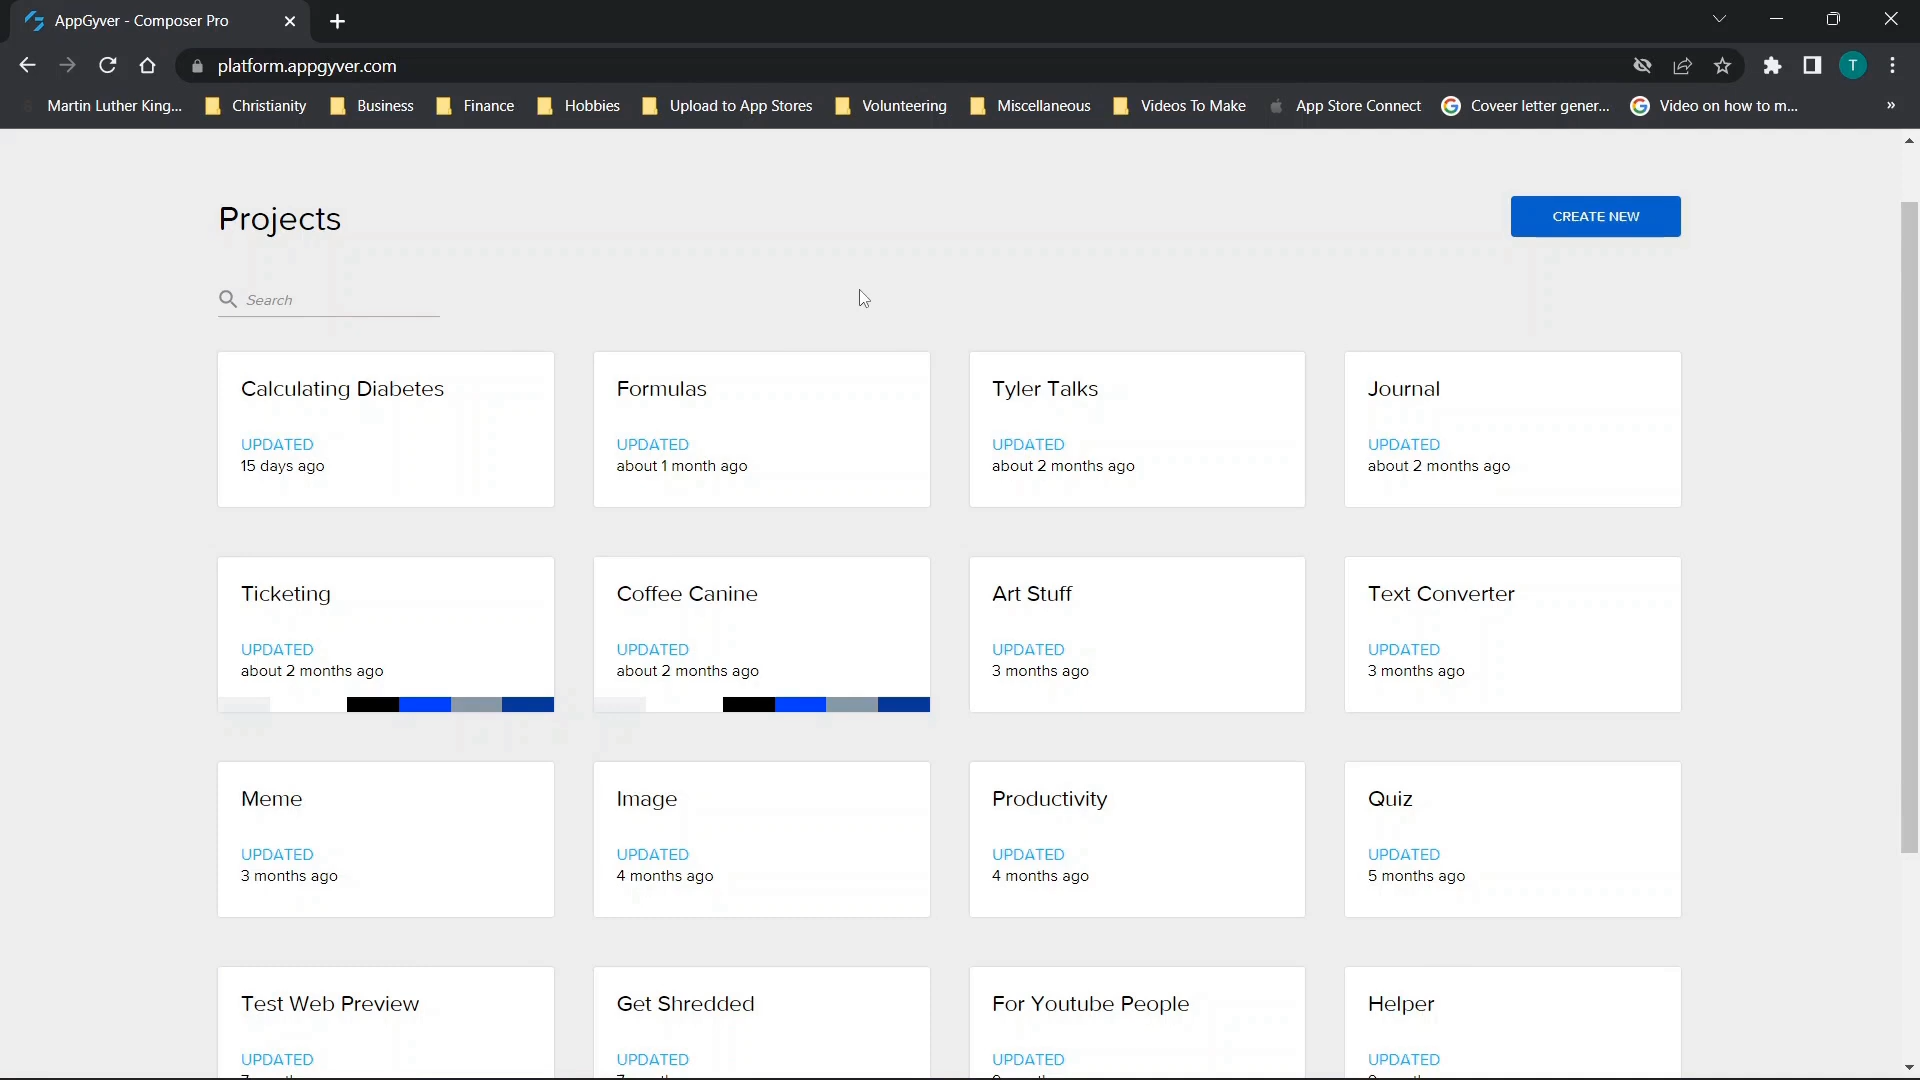 AppGyver - Composer Pro
platform.appgyver.com
T
Martin Luther King...
Christianity
Business
Finance
Hobbies
Upload to App Stores
Volunteering
Miscellaneous
Videos To Make
App Store Connect
Coveer letter gener...
Video on how to m...
»
Projects
CREATE NEW
Search
Calculating Diabetes
UPDATED
15 days ago
Formulas
UPDATED
about 1 month ago
Tyler Talks
UPDATED
about 2 months ago
Journal
UPDATED
about 2 months ago
Ticketing
UPDATED
about 2 months ago
Coffee Canine
UPDATED
about 2 months ago
Art Stuff
UPDATED
3 months ago
Text Converter
UPDATED
3 months ago
Meme
UPDATED
3 months ago
Image
UPDATED
4 months ago
Productivity
UPDATED
4 months ago
Quiz
UPDATED
5 months ago
Test Web Preview
UPDATED
Get Shredded
UPDATED
For Youtube People
UPDATED
Helper
UPDATED